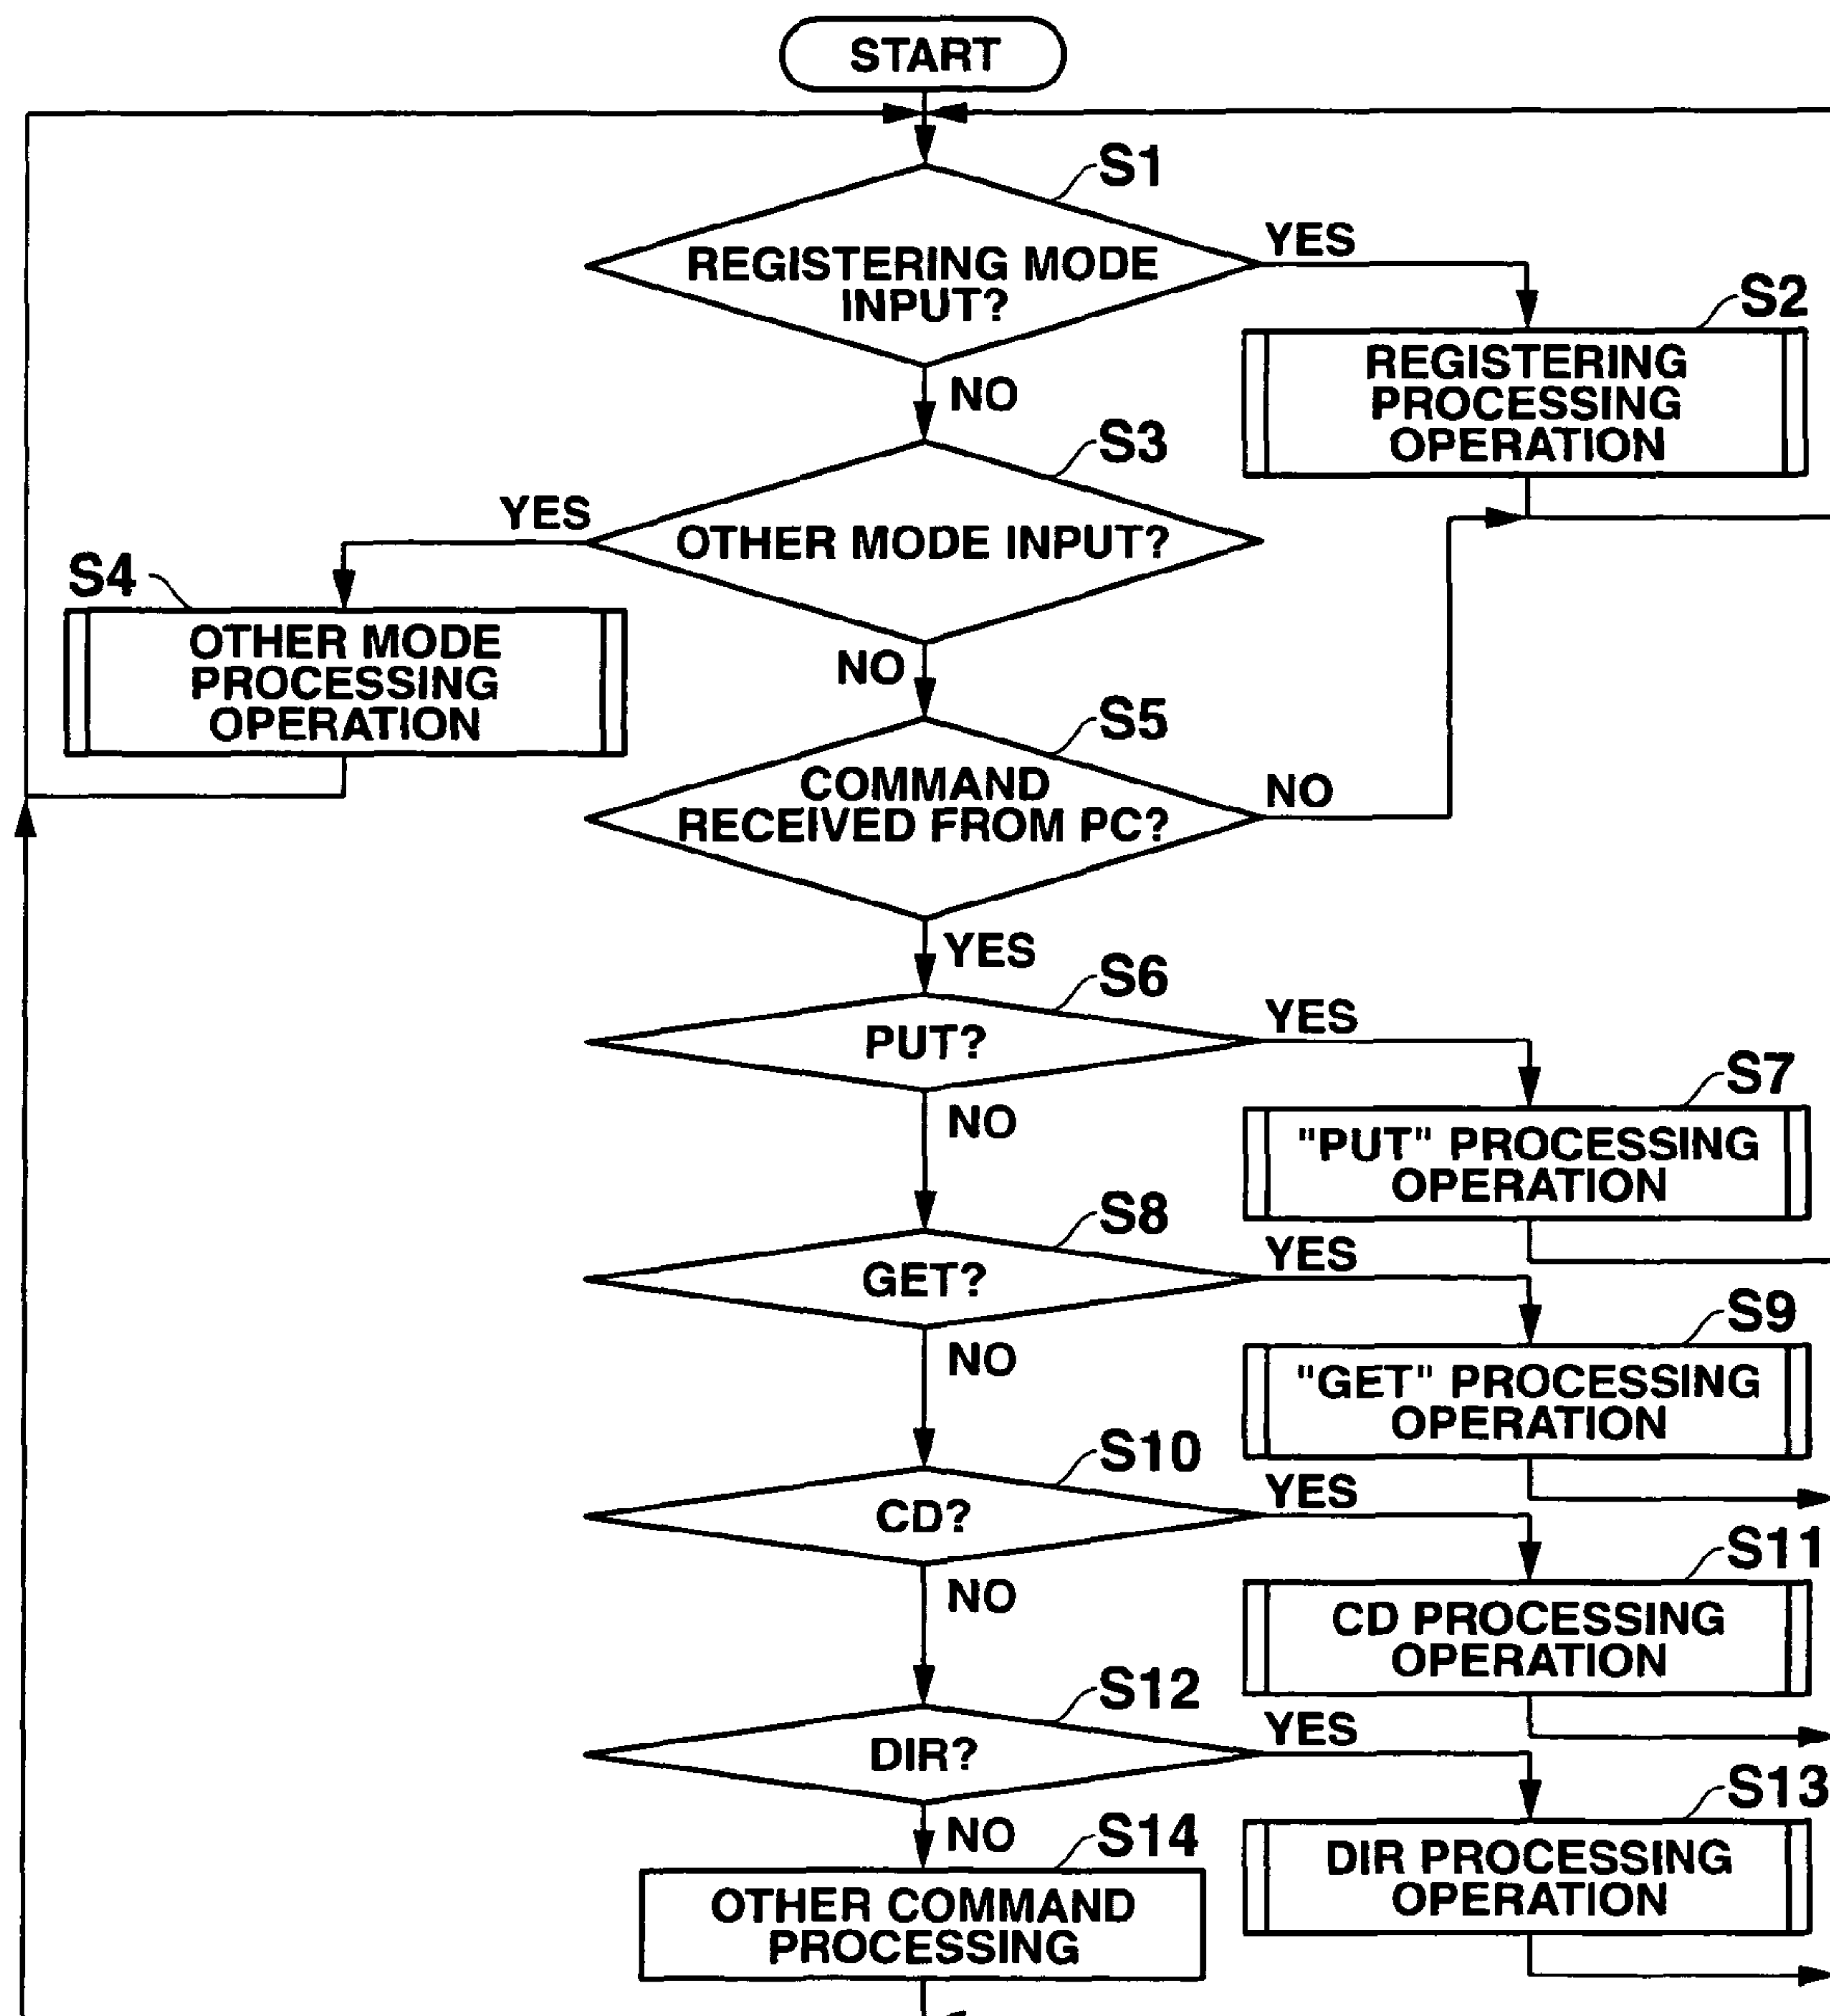 START
S1
REGISTERING MODE
INPUT?
YES
S2
REGISTERING
PROCESSING
OPERATION
NO
S3
OTHER MODE INPUT?
YES
S4
OTHER MODE
PROCESSING
OPERATION
NO
S5
COMMAND
RECEIVED FROM PC?
NO
YES
S6
PUT?
YES
S7
"PUT" PROCESSING
OPERATION
NO
S8
GET?
YES
S9
"GET" PROCESSING
OPERATION
NO
S10
CD?
YES
S11
CD PROCESSING
OPERATION
NO
S12
DIR?
YES
S13
DIR PROCESSING
OPERATION
NO
S14
OTHER COMMAND
PROCESSING